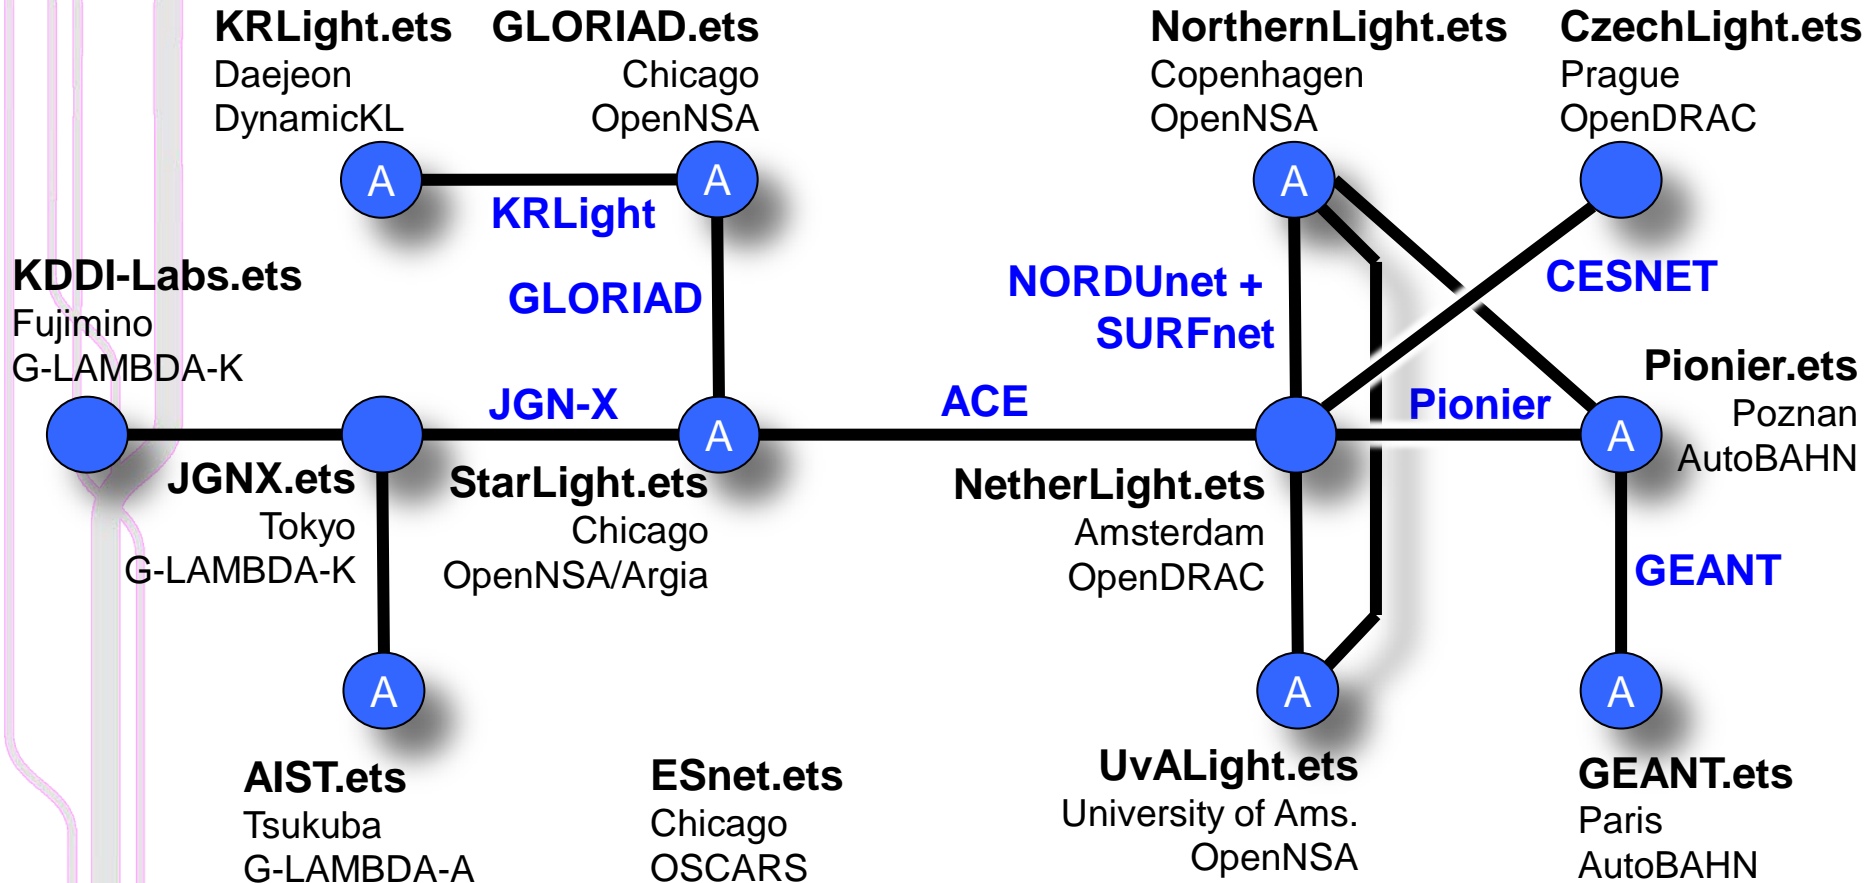 KRLight.ets
Daejeon
DynamicKL
GLORIAD.ets
Chicago
OpenNSA
NorthernLight.ets
Copenhagen
OpenNSA
CzechLight.ets
Prague
OpenDRAC
A
A
A
KRLight
KDDI-Labs.ets
Fujimino
G-LAMBDA-K
GLORIAD
NORDUnet +
SURFnet
CESNET
Pionier.ets
Poznan
AutoBAHN
JGN-X
ACE
Pionier
A
A
JGNX.ets
Tokyo
G-LAMBDA-K
StarLight.ets
Chicago
OpenNSA/Argia
NetherLight.ets
Amsterdam
OpenDRAC
GEANT
A
A
A
AIST.ets
Tsukuba
G-LAMBDA-A
ESnet.ets
Chicago
OSCARS
UvALight.ets
University of Ams.
OpenNSA
GEANT.ets
Paris
AutoBAHN